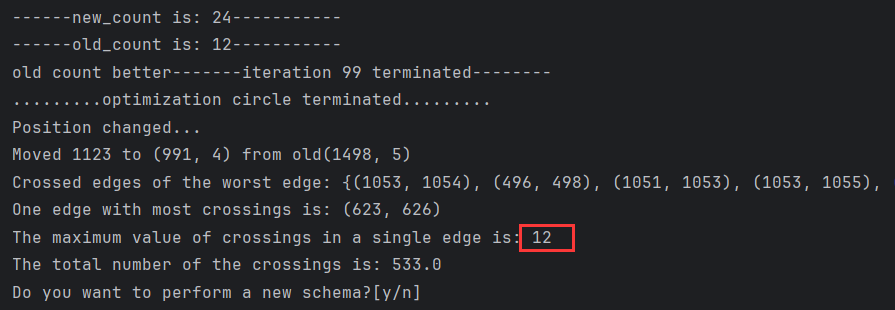 ------new_count is: 24-----------
------old_count is: 12-----------
old count better-------iteration 99 terminated--------
.........optimization circle terminated.........
Position changed...
Moved 1123 to (991, 4) from old(1498, 5)
Crossed edges of the worst edge: {(1053, 1054), (496, 498), (1051, 1053), (1053, 1055),
One edge with most crossings is: (623, 626)
The maximum value of crossings in a single edge is: 12
The total number of the crossings is: 533.0
Do you want to perform a new schema?[y/n]